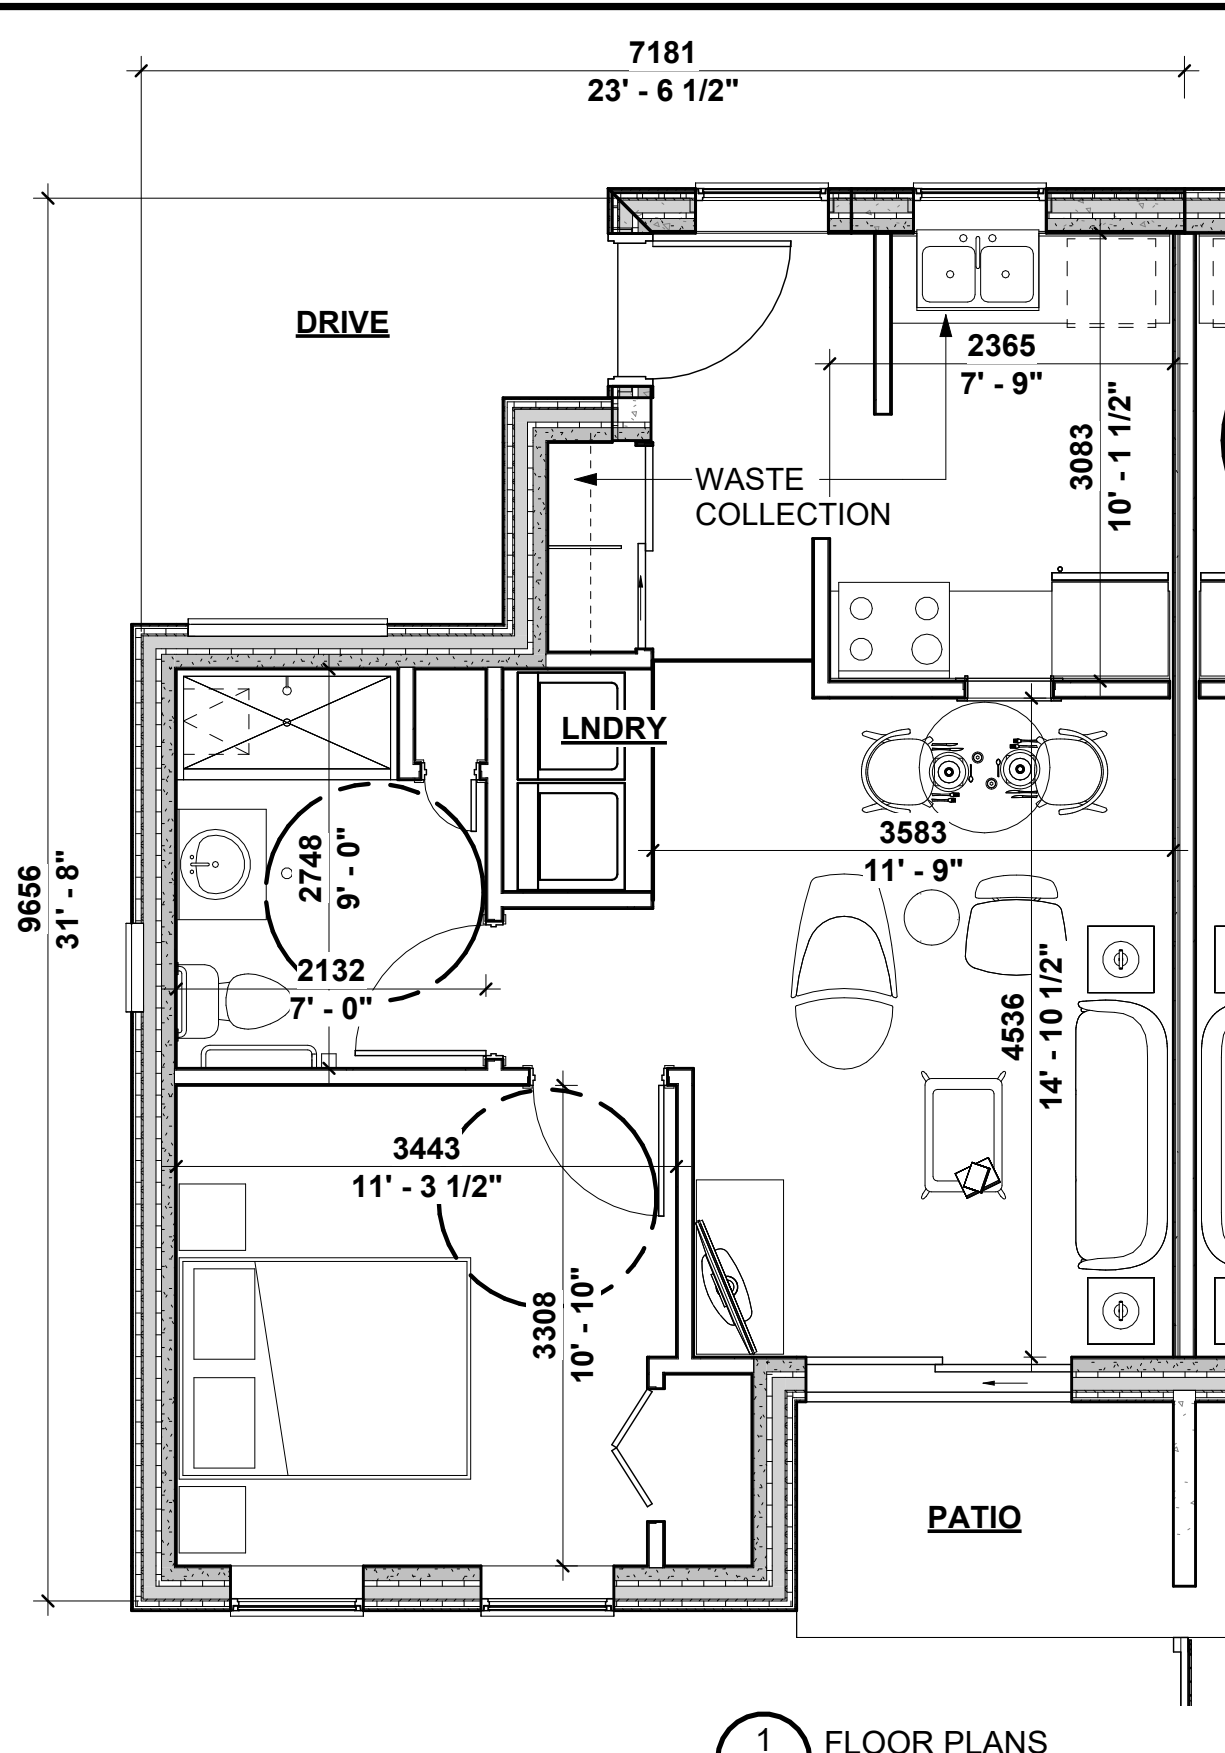 7181
23' - 6 1/2"
DRIVE
2365
7' - 9"
3083
10' - 1 1/2"
WASTE
COLLECTION
LNDRY
2748
9' - 0"
3583
11' - 9"
9656
31' - 8"
2132
7' - 0"
4536
14' - 10 1/2"
3443
11' - 3 1/2"
3308
10' - 10"
PATIO
1
FLOOR PLANS